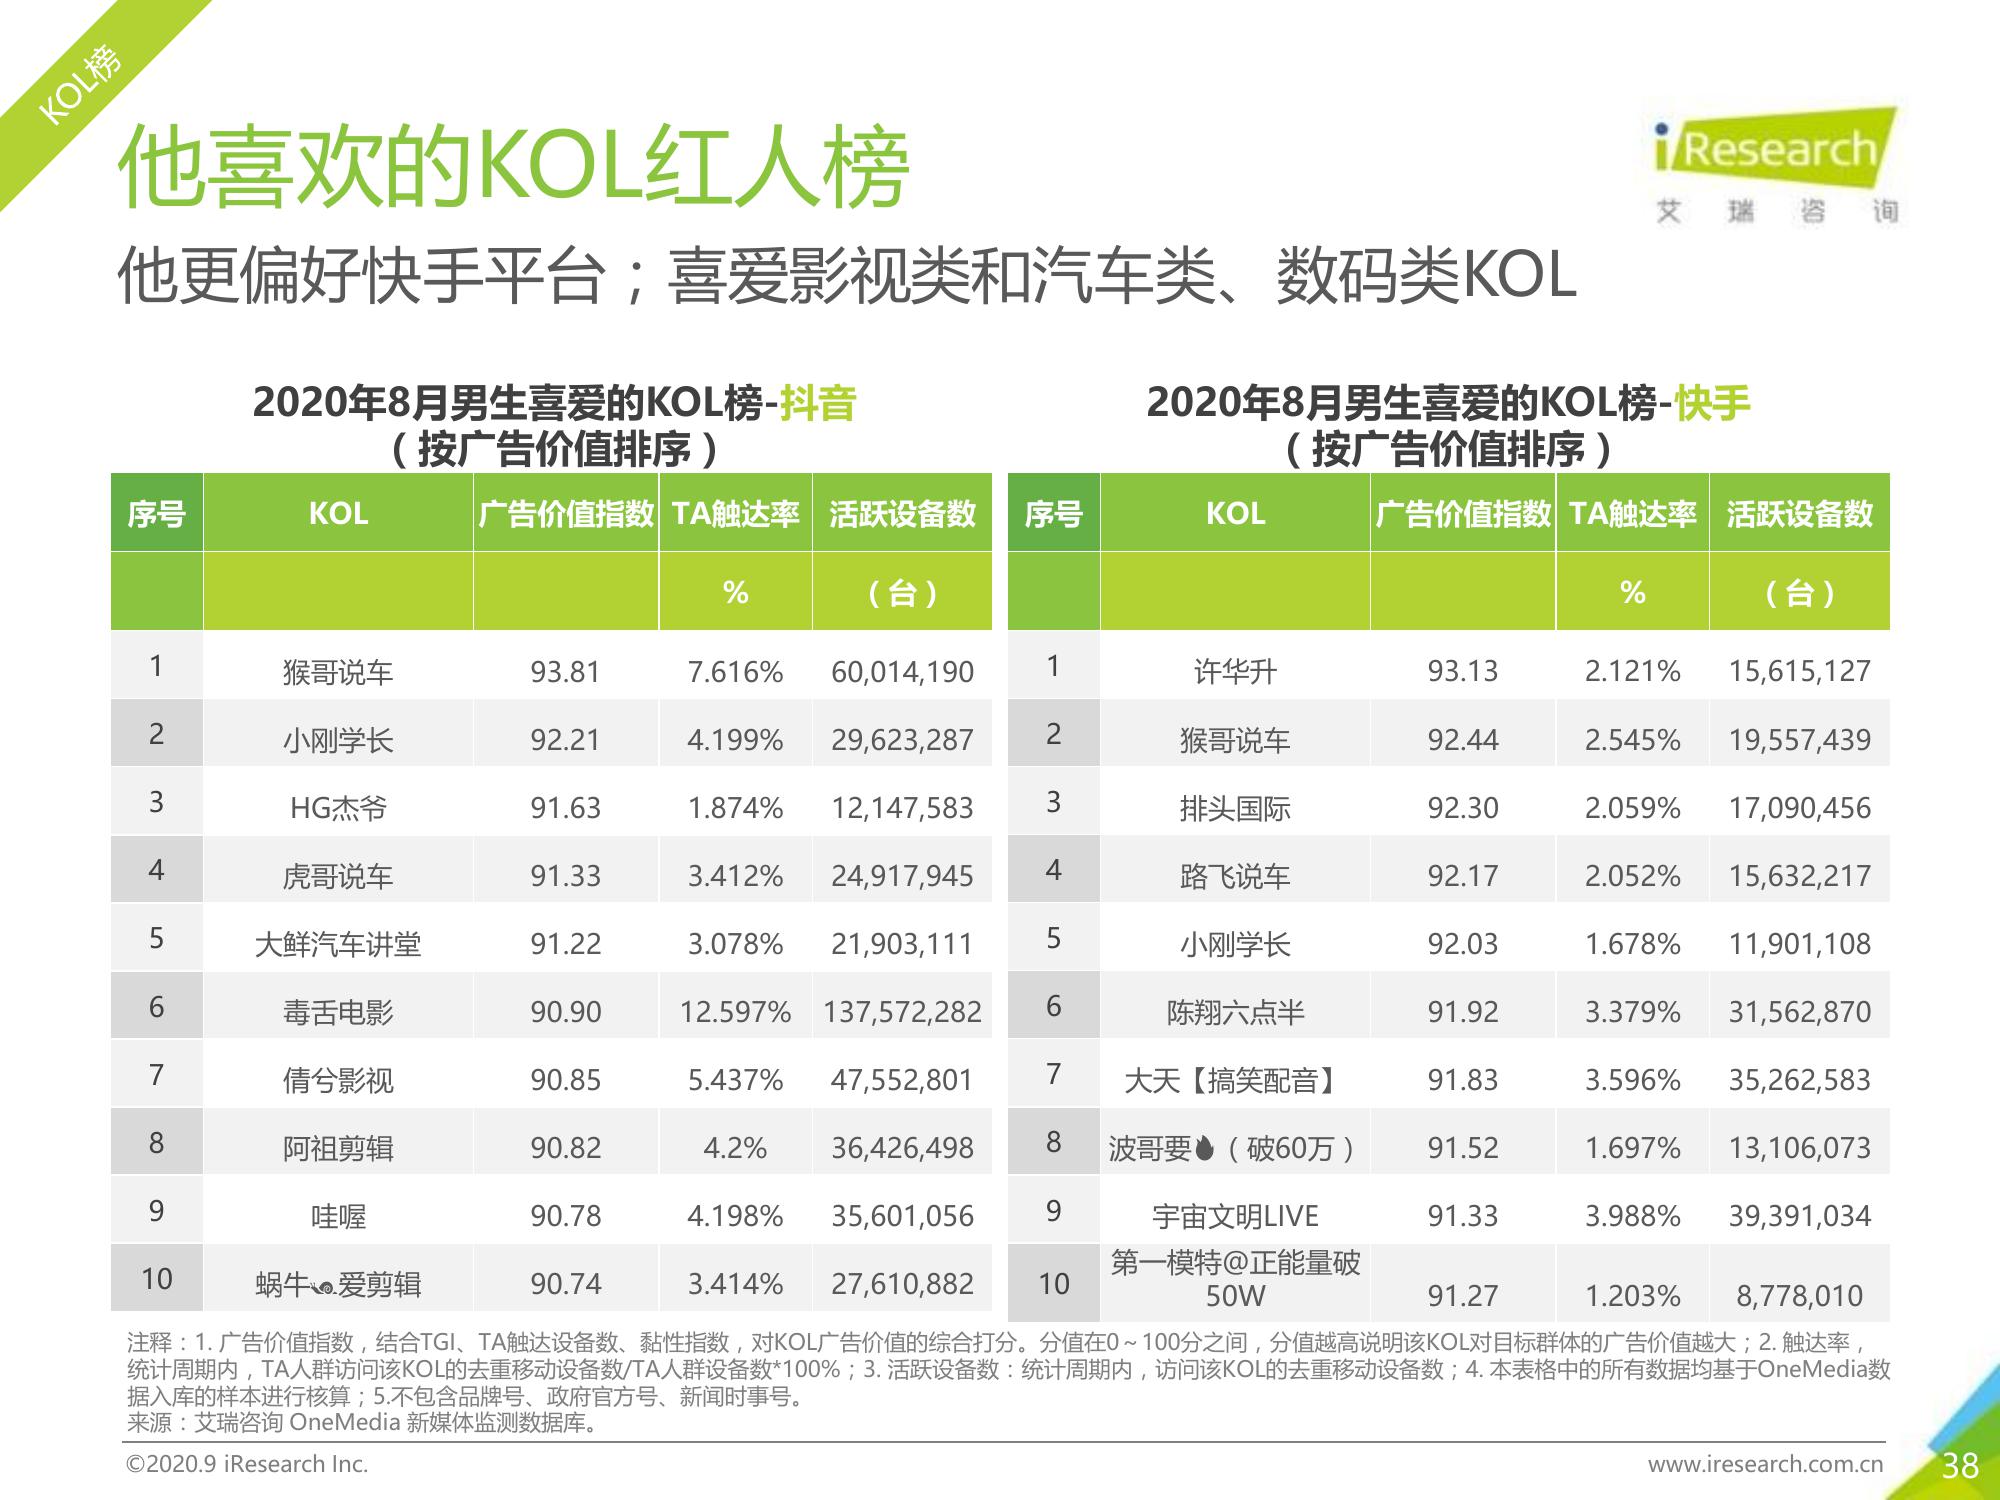 KOL榜
他喜欢的KOL红人榜
iResearch
艾瑞咨询
他更偏好快手平台；喜爱影视类和汽车类、数码类KOL
2020年8月男生喜爱的KOL榜-抖音
（按广告价值排序）
序号 KOL 广告价值指数 TA触达率 活跃设备数
% （台）
1 猴哥说车 93.81 7.616% 60,014,190
2 小刚学长 92.21 4.199% 29,623,287
3 HG杰爷 91.63 1.874% 12,147,583
4 虎哥说车 91.33 3.412% 24,917,945
5 大鲜汽车讲堂 91.22 3.078% 21,903,111
6 毒舌电影 90.90 12.597% 137,572,282
7 倩兮影视 90.85 5.437% 47,552,801
8 阿祖剪辑 90.82 4.2% 36,426,498
9 哇喔 90.78 4.198% 35,601,056
10 蜗牛🐌爱剪辑 90.74 3.414% 27,610,882
2020年8月男生喜爱的KOL榜-快手
（按广告价值排序）
序号 KOL 广告价值指数 TA触达率 活跃设备数
% （台）
1 许华升 93.13 2.121% 15,615,127
2 猴哥说车 92.44 2.545% 19,557,439
3 排头国际 92.30 2.059% 17,090,456
4 路飞说车 92.17 2.052% 15,632,217
5 小刚学长 92.03 1.678% 11,901,108
6 陈翔六点半 91.92 3.379% 31,562,870
7 大天【搞笑配音】 91.83 3.596% 35,262,583
8 波哥要🔥（破60万） 91.52 1.697% 13,106,073
9 宇宙文明LIVE 91.33 3.988% 39,391,034
10 第一模特@正能量破
50W 91.27 1.203% 8,778,010
注释：1. 广告价值指数，结合TGI、TA触达设备数、黏性指数，对KOL广告价值的综合打分。分值在0～100分之间，分值越高说明该KOL对目标群体的广告价值越大；2. 触达率，
统计周期内，TA人群访问该KOL的去重移动设备数/TA人群设备数*100%；3. 活跃设备数：统计周期内，访问该KOL的去重移动设备数；4. 本表格中的所有数据均基于OneMedia数
据入库的样本进行核算；5.不包含品牌号、政府官方号、新闻时事号。
来源：艾瑞咨询 OneMedia 新媒体监测数据库。
©2020.9 iResearch Inc.
www.iresearch.com.cn
38